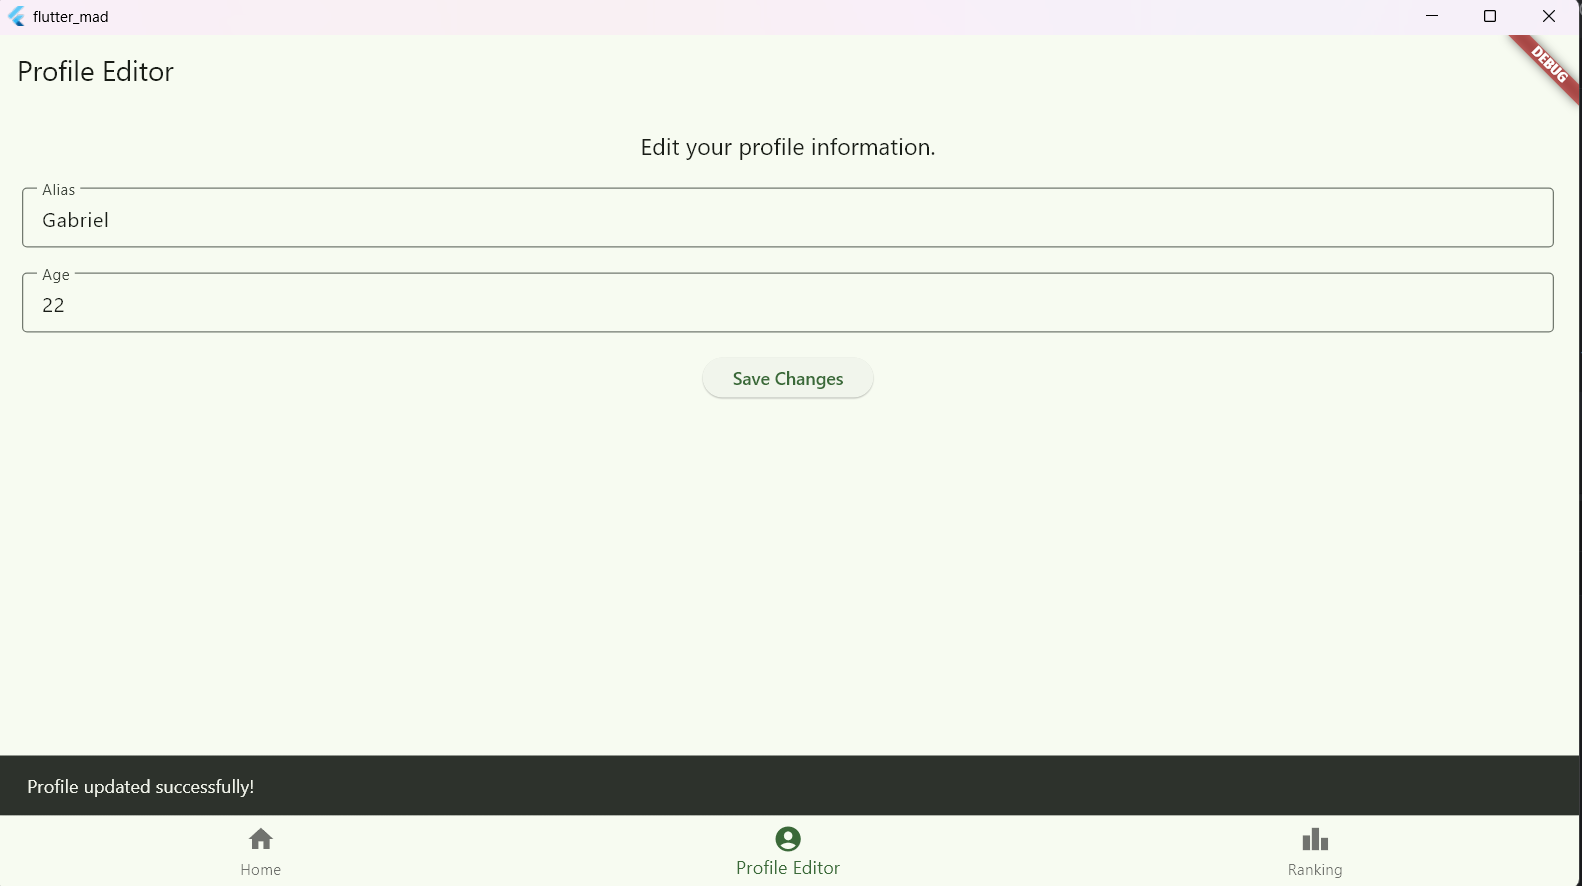 flutter_mad
Profile Editor
DEBUG
Edit your profile information.
Alias
Gabriel
Age
22
Save Changes
Profile updated successfully!
Home
Profile Editor
Ranking